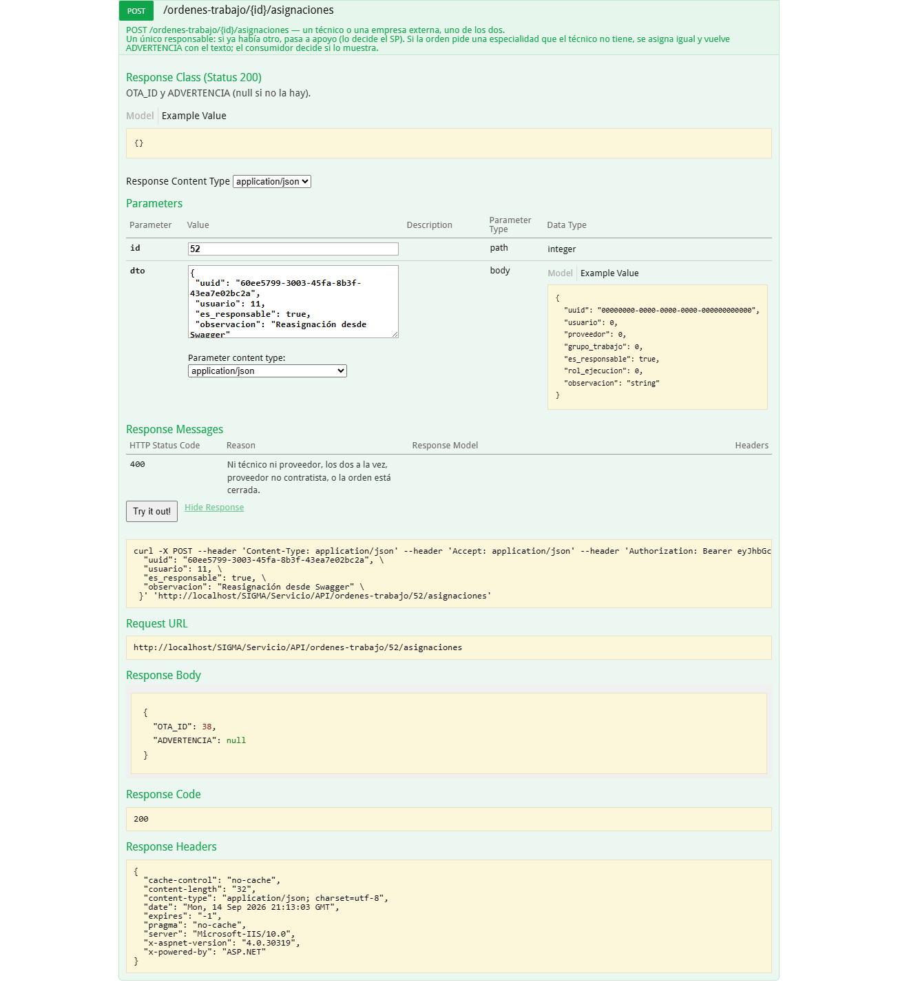 POST /ordenes-trabajo/{id}/asignaciones
POST /ordenes-trabajo/{id}/asignaciones — un técnico o una empresa externa, uno de los dos.
Un único responsable: si ya había otro, pasa a apoyo (lo decide el SP). Si la orden pide una especialidad que el técnico no tiene, se asigna igual y vuelve
ADVERTENCIA con el texto; el consumidor decide si lo muestra.
Response Class (Status 200)
OTA_ID y ADVERTENCIA (null si no la hay).
Model Example Value
{}
Response Content Type application/json
Parameters
Parameter Value Description Parameter Type Data Type
id 52 path integer
dto body
{
"uuid": "60ee5799-3003-45fa-8b3f-
43ea7e02bc2a",
"usuario": 11,
"es_responsable": true,
"observacion": "Reasignación desde
Swagger"
Parameter content type:
application/json
Model Example Value
{
"uuid": "00000000-0000-0000-0000-000000000000",
"usuario": 0,
"proveedor": 0,
"grupo_trabajo": 0,
"es_responsable": true,
"rol_ejecucion": 0,
"observacion": "string"
}
Response Messages
HTTP Status Code Reason Response Model Headers
400 Ni técnico ni proveedor, los dos a la vez,
proveedor no contratista, o la orden está
cerrada.
Try it out! Hide Response
curl -X POST --header 'Content-Type: application/json' --header 'Accept: application/json' --header 'Authorization: Bearer eyJhbGc
"uuid": "60ee5799-3003-45fa-8b3f-43ea7e02bc2a", \
"usuario": 11, \
"es_responsable": true, \
"observacion": "Reasignación desde Swagger" \
}' 'http://localhost/SIGMA/Servicio/API/ordenes-trabajo/52/asignaciones'
Request URL
http://localhost/SIGMA/Servicio/API/ordenes-trabajo/52/asignaciones
Response Body
{
"OTA_ID": 38,
"ADVERTENCIA": null
}
Response Code
200
Response Headers
{
"cache-control": "no-cache",
"content-length": "32",
"content-type": "application/json; charset=utf-8",
"date": "Mon, 14 Sep 2026 21:13:03 GMT",
"expires": "-1",
"pragma": "no-cache",
"server": "Microsoft-IIS/10.0",
"x-aspnet-version": "4.0.30319",
"x-powered-by": "ASP.NET"
}